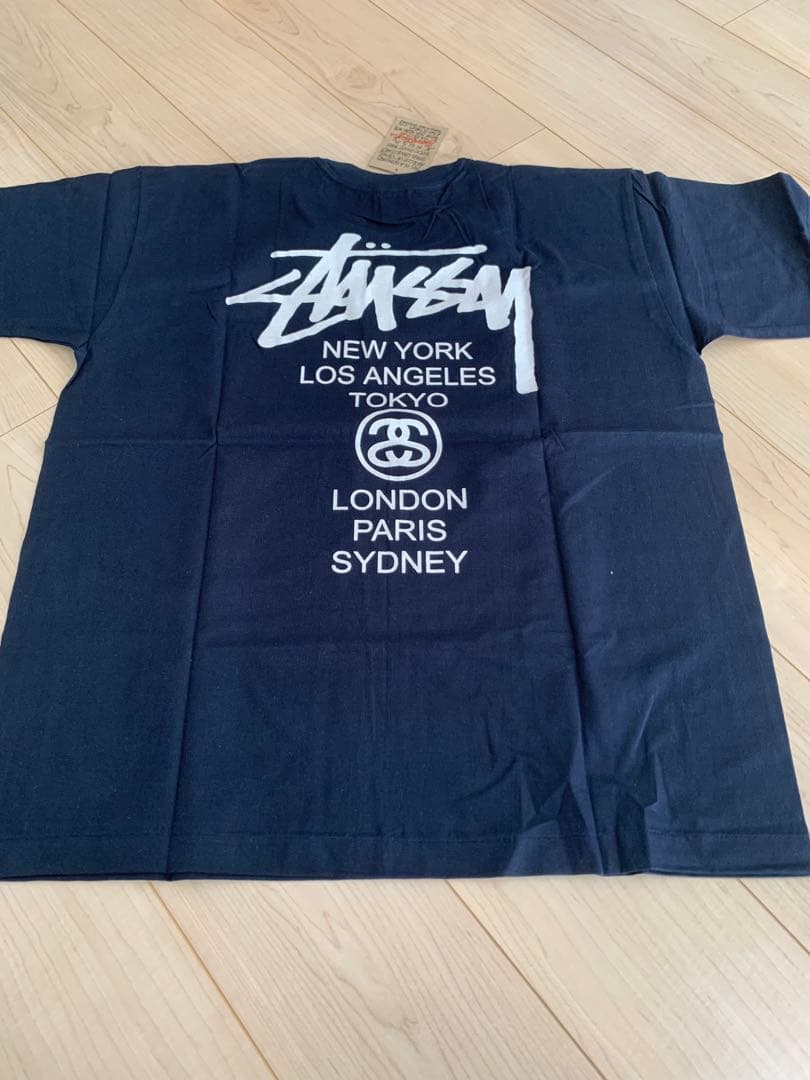 STÜSSY
NEW YORK
LOS ANGELES
TOKYO
LONDON
PARIS
SYDNEY